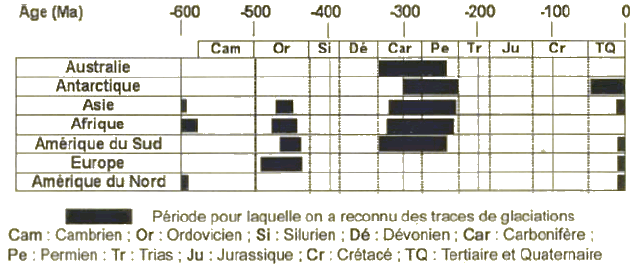 Âge (Ma) -600 -500 -400 -300 -200 -100 0
Cam Or Si Dé Car Pe Tr Ju Cr TQ
Australie
Antarctique
Asie
Afrique
Amérique du Sud
Europe
Amérique du Nord
Période pour laquelle on a reconnu des traces de glaciations
Cam : Cambrien ; Or : Ordovicien ; Si : Silurien ; Dé : Dévonien ; Car : Carbonifère ;
Pe : Permien ; Tr : Trias ; Ju : Jurassique ; Cr : Crétacé ; TQ : Tertiaire et Quaternaire